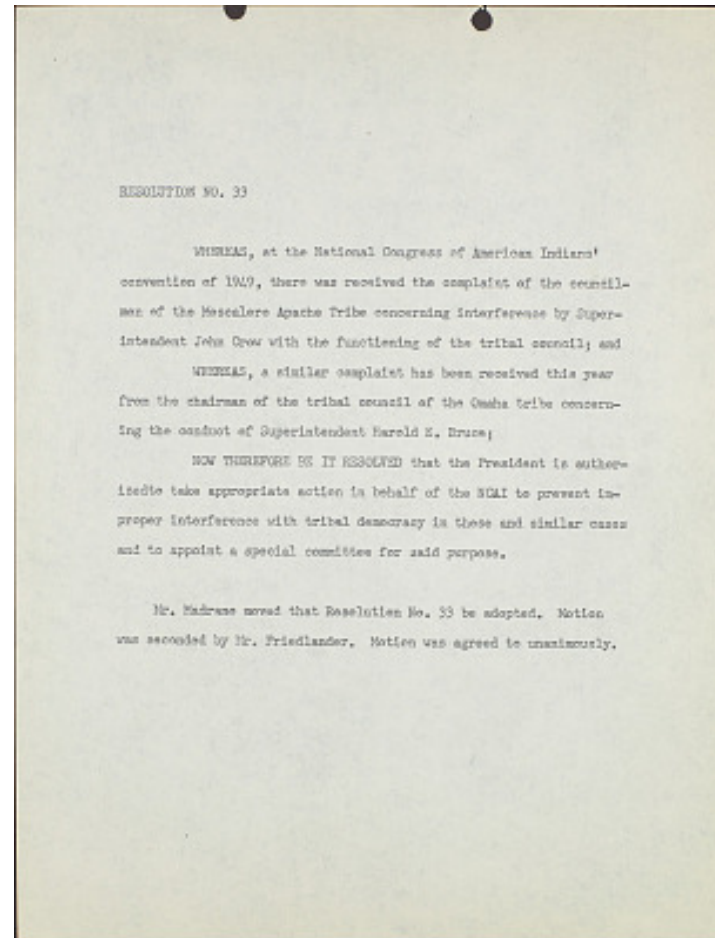 RESOLUTION NO. 33
WHEREAS, at the National Congress of American Indians'
convention of 1949, there was received the complaint of the council-
men of the Mescalero Apache Tribe concerning interference by Super-
intendent John Crow with the functioning of the tribal council; and
WHEREAS, a similar complaint has been received this year
from the chairman of the tribal council of the Omaha tribe concern-
ing the conduct of Superintendent Harold E. Bruce;
NOW THEREFORE BE IT RESOLVED that the President is author-
izedto take appropriate action in behalf of the NCAI to prevent im-
proper interference with tribal democracy in these and similar cases
and to appoint a special committee for said purpose.
Mr. Madrano moved that Resolution No. 33 be adopted. Motion
was seconded by Mr. Friedlander. Motion was agreed to unanimously.